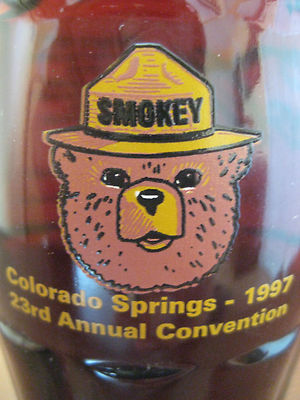 SMOKEY
Colorado Springs - 1997
23rd Annual Convention